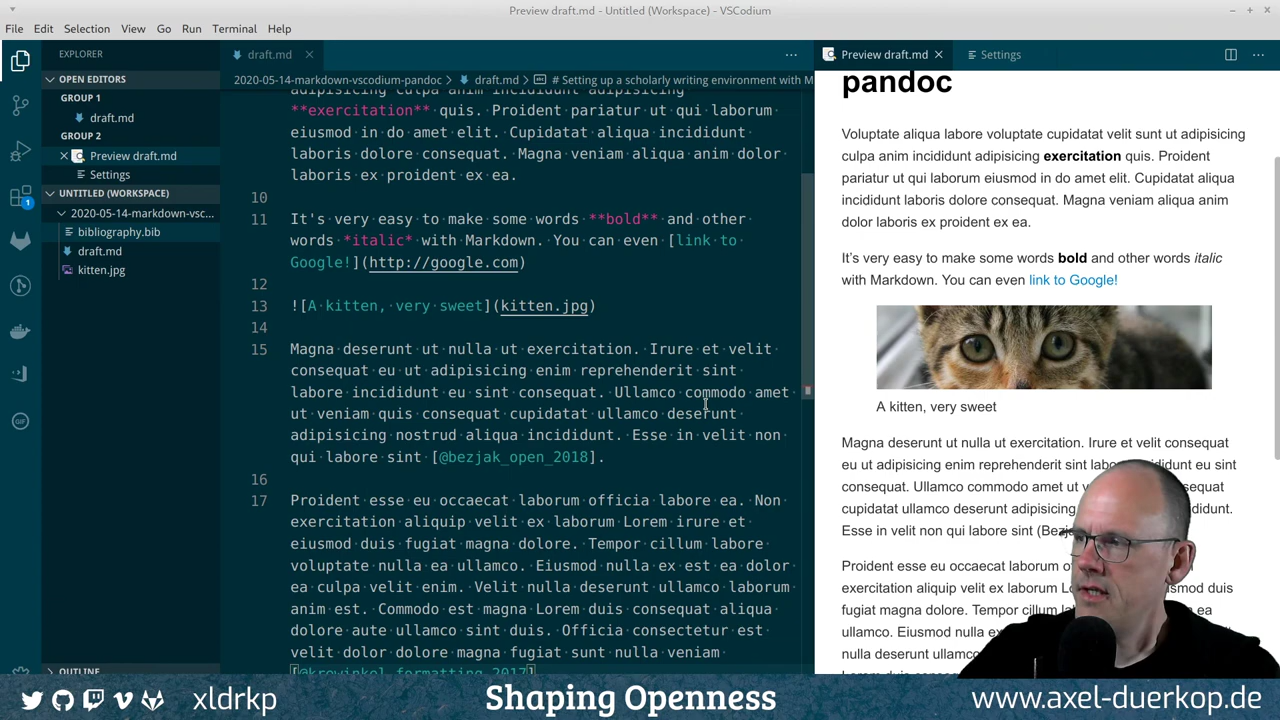 Preview draft.md - Untitled (Workspace) - VSCodium
File Edit Selection View Go Run Terminal Help
EXPLORER
OPEN EDITORS
GROUP 1
draft.md
GROUP 2
Preview draft.md
Settings
UNTITLED (WORKSPACE)
2020-05-14-markdown-vsc...
bibliography.bib
draft.md
kitten.jpg
OUTLINE
1
draft.md
2020-05-14-markdown-vscodium-pandoc > draft.md > # Setting up a scholarly writing environment with M
adipisicing culpa anim incididunt adipisicing
**exercitation** quis. Proident pariatur ut qui laborum
eiusmod in do amet elit. Cupidatat aliqua incididunt
laboris dolore consequat. Magna veniam aliqua anim dolor
laboris ex proident ex ea.
10
11 It's very easy to make some words **bold** and other
words *italic* with Markdown. You can even [link to
Google!](http://google.com)
12
13 ![A kitten, very sweet](kitten.jpg)
14
15 Magna deserunt ut nulla ut exercitation. Irure et velit
consequat eu ut adipisicing enim reprehenderit sint
labore incididunt eu sint consequat. Ullamco commodo amet
ut veniam quis consequat cupidatat ullamco deserunt
adipisicing nostrud aliqua incididunt. Esse in velit non
qui labore sint [@bezjak_open_2018].
16
17 Proident esse eu occaecat laborum officia labore ea. Non
exercitation aliquip velit ex laborum Lorem irure et
eiusmod duis fugiat magna dolore. Tempor cillum labore
voluptate nulla ea ullamco. Eiusmod nulla ex est ea dolor
ea culpa velit enim. Velit nulla deserunt ullamco laborum
anim est. Commodo est magna Lorem duis consequat aliqua
dolore aute ullamco sint duis. Officia consectetur est
velit dolor dolore magna fugiat sunt nulla veniam
[@krewinkel_formatting_2017]
Preview draft.md Settings
pandoc
Voluptate aliqua labore voluptate cupidatat velit sunt ut adipisicing
culpa anim incididunt adipisicing exercitation quis. Proident
pariatur ut qui laborum eiusmod in do amet elit. Cupidatat aliqua
incididunt laboris dolore consequat. Magna veniam aliqua anim
dolor laboris ex proident ex ea.
It’s very easy to make some words bold and other words italic
with Markdown. You can even link to Google!
A kitten, very sweet
Magna deserunt ut nulla ut exercitation. Irure et velit consequat
eu ut adipisicing enim reprehenderit sint incididunt eu sint
consequat. Ullamco commodo amet ut
cupidatat ullamco deserunt adipisicing
Esse in velit non qui labore sint
Proident esse eu occaecat laborum
exercitation aliquip velit ex laborum
fugiat magna dolore. Tempor cillum
ullamco. Eiusmod nulla
nulla deserunt ullamco
xldrkp
Shaping Openness
www.axel-duerkop.de